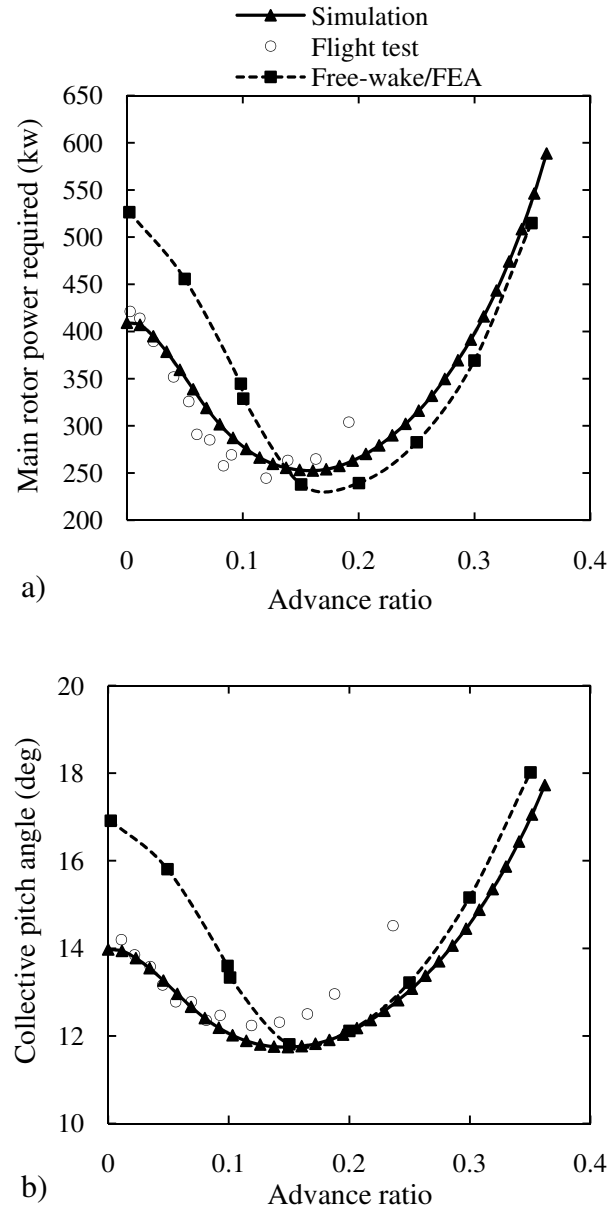 Simulation
Flight test
Free-wake/FEA
650
600
550
500
450
400
350
300
250
200
0
0.1
0.2
0.3
0.4
Main rotor power required (kw)
Advance ratio
a)
20
18
16
14
12
10
0
0.1
0.2
0.3
0.4
Collective pitch angle (deg)
Advance ratio
b)